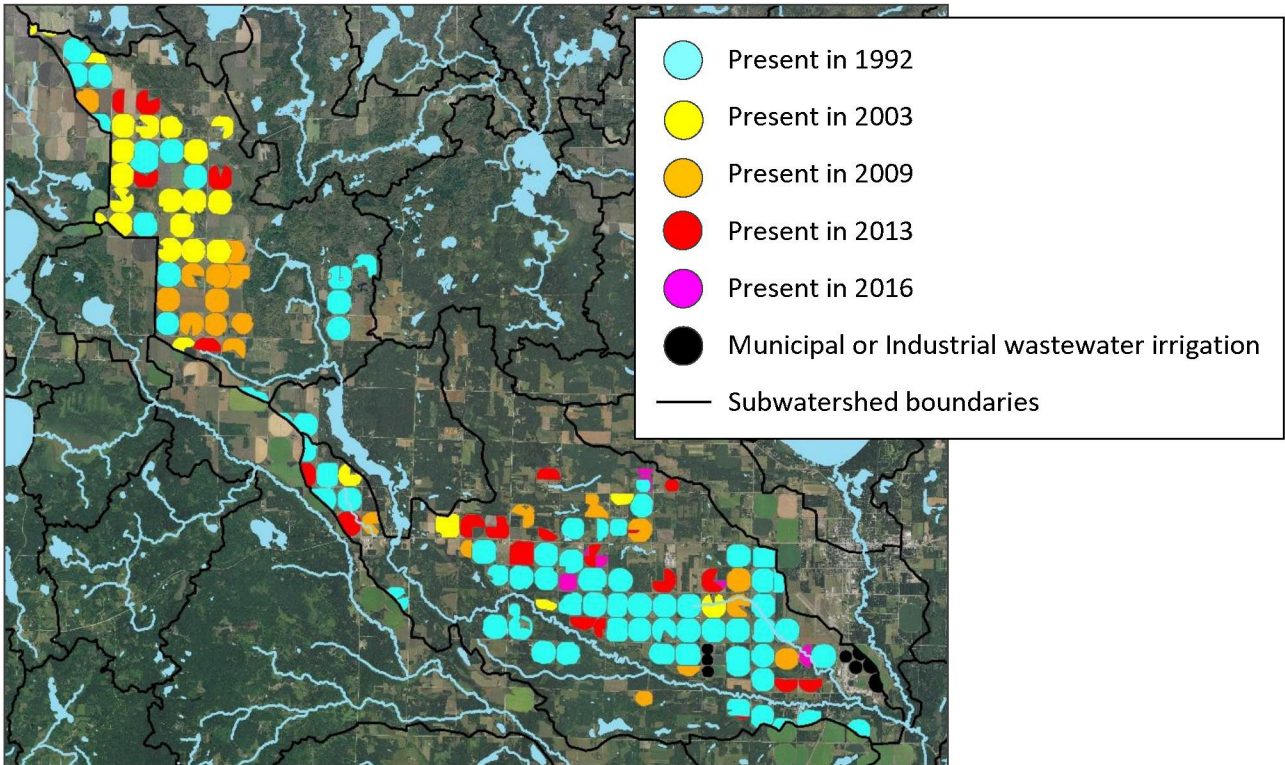 Present in 1992
Present in 2003
Present in 2009
Present in 2013
Present in 2016
Municipal or Industrial wastewater irrigation
Subwatershed boundaries